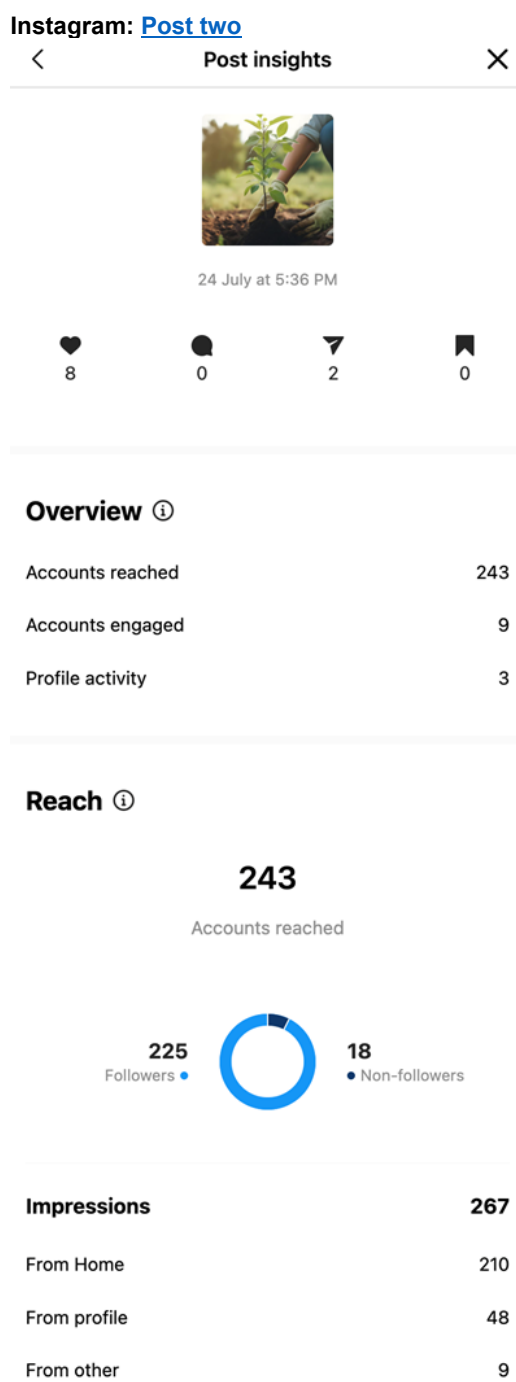 Instagram: Post two
Post insights
24 July at 5:36 PM
8 0 2 0
Overview
Accounts reached 243
Accounts engaged 9
Profile activity 3
Reach
243
Accounts reached
225 18
Followers Non-followers
Impressions 267
From Home 210
From profile 48
From other 9